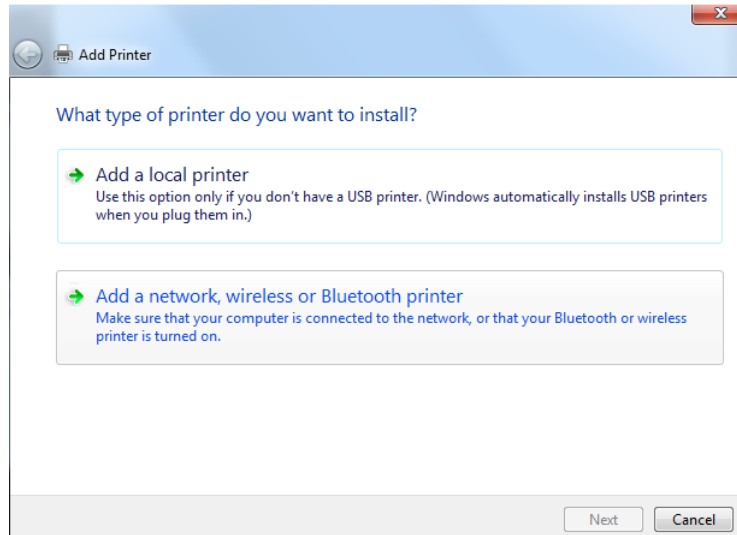 Add Printer
What type of printer do you want to install?
Add a local printer
Use this option only if you don't have a USB printer. (Windows automatically installs USB printers
when you plug them in.)
Add a network, wireless or Bluetooth printer
Make sure that your computer is connected to the network, or that your Bluetooth or wireless
printer is turned on.
Next
Cancel